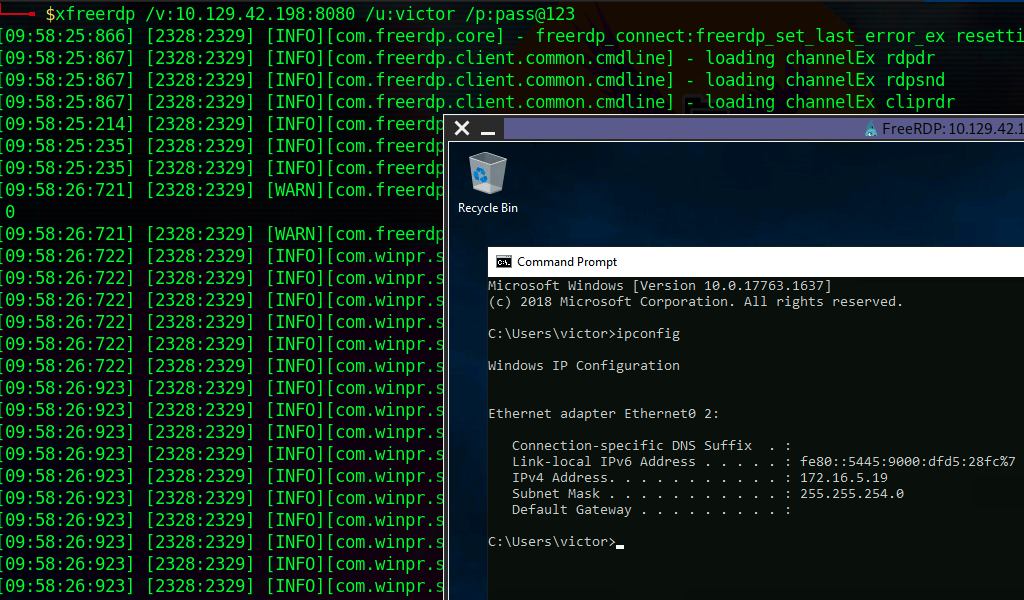 $xfreerdp /v:10.129.42.198:8080 /u:victor /p:pass@123
[09:58:25:866] [2328:2329] [INFO][com.freerdp.core] - freerdp_connect:freerdp_set_last_error_ex resetti
[09:58:25:867] [2328:2329] [INFO][com.freerdp.client.common.cmdline] - loading channelEx rdpdr
[09:58:25:867] [2328:2329] [INFO][com.freerdp.client.common.cmdline] - loading channelEx rdpsnd
[09:58:25:867] [2328:2329] [INFO][com.freerdp.client.common.cmdline] - loading channelEx cliprdr
[09:58:25:214] [2328:2329] [INFO][com.freerdp
[09:58:25:235] [2328:2329] [INFO][com.freerdp
[09:58:25:235] [2328:2329] [INFO][com.freerdp
[09:58:26:721] [2328:2329] [WARN][com.freerdp
0
[09:58:26:721] [2328:2329] [WARN][com.freerdp
[09:58:26:722] [2328:2329] [INFO][com.winpr.s
[09:58:26:722] [2328:2329] [INFO][com.winpr.s
[09:58:26:722] [2328:2329] [INFO][com.winpr.s
[09:58:26:722] [2328:2329] [INFO][com.winpr.s
[09:58:26:722] [2328:2329] [INFO][com.winpr.s
[09:58:26:722] [2328:2329] [INFO][com.winpr.s
[09:58:26:923] [2328:2329] [INFO][com.winpr.s
[09:58:26:923] [2328:2329] [INFO][com.winpr.s
[09:58:26:923] [2328:2329] [INFO][com.winpr.s
[09:58:26:923] [2328:2329] [INFO][com.winpr.s
[09:58:26:923] [2328:2329] [INFO][com.winpr.s
[09:58:26:923] [2328:2329] [INFO][com.winpr.s
[09:58:26:923] [2328:2329] [INFO][com.winpr.s
[09:58:26:923] [2328:2329] [INFO][com.winpr.s
[09:58:26:923] [2328:2329] [INFO][com.winpr.s
[09:58:26:923] [2328:2329] [INFO][com.winpr.s
FreeRDP: 10.129.42.1
Recycle Bin
Command Prompt
Microsoft Windows [Version 10.0.17763.1637]
(c) 2018 Microsoft Corporation. All rights reserved.
C:\Users\victor>ipconfig
Windows IP Configuration
Ethernet adapter Ethernet0 2:
Connection-specific DNS Suffix  . :
Link-local IPv6 Address . . . . . : fe80::5445:9000:dfd5:28fc%7
IPv4 Address. . . . . . . . . . . : 172.16.5.19
Subnet Mask . . . . . . . . . . . : 255.255.254.0
Default Gateway . . . . . . . . . :
C:\Users\victor>